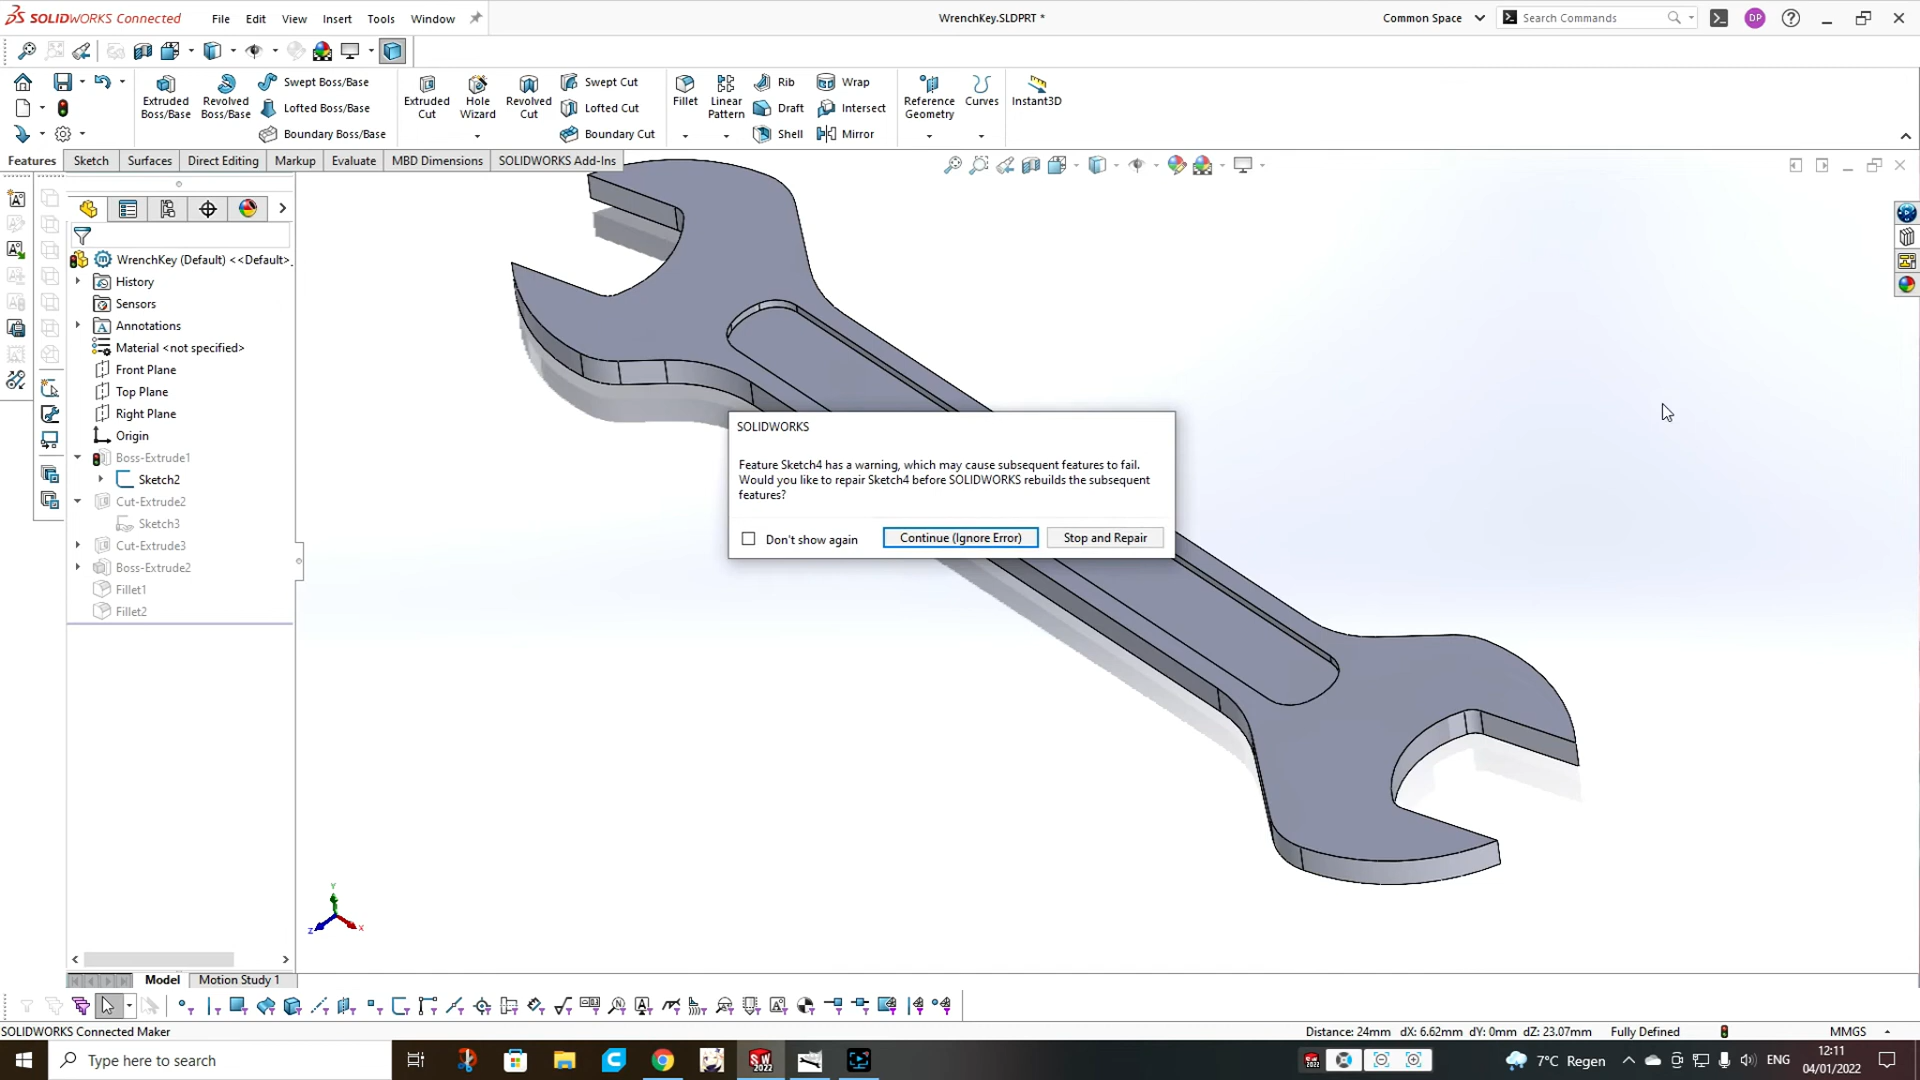 SOLIDWORKS Connected
File
Edit
View
Insert
Tools
Window
WrenchKey.SLDPRT *
Common Space
Search Commands
DP
Extruded Boss/Base
Revolved Boss/Base
Swept Boss/Base
Lofted Boss/Base
Boundary Boss/Base
Extruded Cut
Hole Wizard
Revolved Cut
Swept Cut
Lofted Cut
Boundary Cut
Fillet
Linear Pattern
Rib
Draft
Shell
Wrap
Intersect
Mirror
Reference Geometry
Curves
Instant3D
Features
Sketch
Surfaces
Direct Editing
Markup
Evaluate
MBD Dimensions
SOLIDWORKS Add-Ins
WrenchKey (Default) <<Default>_
History
Sensors
Annotations
Material <not specified>
Front Plane
Top Plane
Right Plane
Origin
Boss-Extrude1
Sketch2
Cut-Extrude2
Sketch3
Cut-Extrude3
Boss-Extrude2
Fillet1
Fillet2
SOLIDWORKS
Feature Sketch4 has a warning, which may cause subsequent features to fail.
Would you like to repair Sketch4 before SOLIDWORKS rebuilds the subsequent
features?
Don't show again
Continue (Ignore Error)
Stop and Repair
Y
Z
X
Model
Motion Study 1
SOLIDWORKS Connected Maker
Distance: 24mm dX: 6.62mm dY: 0mm dZ: 23.07mm
Fully Defined
MMGS
Type here to search
SW 2022
7°C Regen
ENG
12:11
04/01/2022